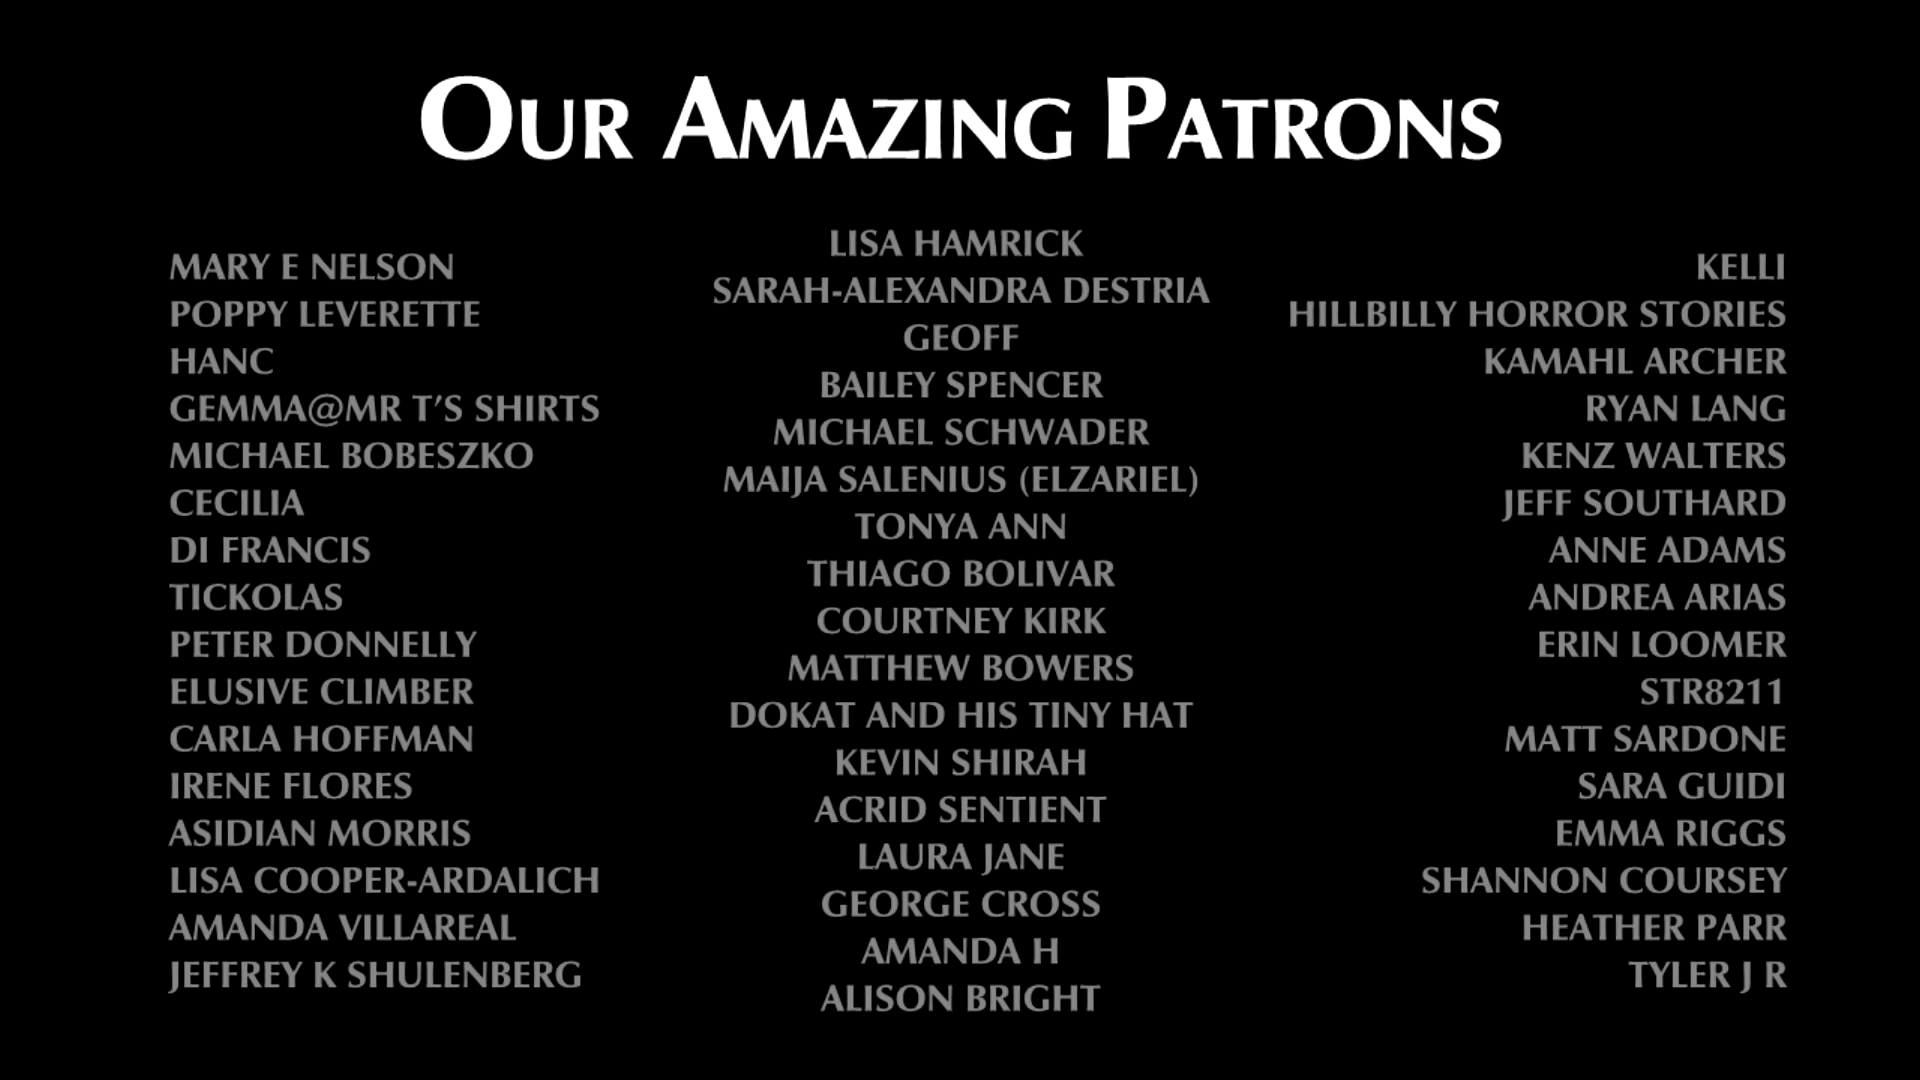 OUR AMAZING PATRONS
MARY E NELSON
POPPY LEVERETTE
HANC
GEMMA@MR T'S SHIRTS
MICHAEL BOBESZKO
CECILIA
DI FRANCIS
TICKOLAS
PETER DONNELLY
ELUSIVE CLIMBER
CARLA HOFFMAN
IRENE FLORES
ASIDIAN MORRIS
LISA COOPER-ARDALICH
AMANDA VILLAREAL
JEFFREY K SHULENBERG
LISA HAMRICK
SARAH-ALEXANDRA DESTRIA
GEOFF
BAILEY SPENCER
MICHAEL SCHWADER
MAIJA SALENIUS (ELZARIEL)
TONYA ANN
THIAGO BOLIVAR
COURTNEY KIRK
MATTHEW BOWERS
DOKAT AND HIS TINY HAT
KEVIN SHIRAH
ACRID SENTIENT
LAURA JANE
GEORGE CROSS
AMANDA H
ALISON BRIGHT
KELLI
HILLBILLY HORROR STORIES
KAMAHL ARCHER
RYAN LANG
KENZ WALTERS
JEFF SOUTHARD
ANNE ADAMS
ANDREA ARIAS
ERIN LOOMER
STR8211
MATT SARDONE
SARA GUIDI
EMMA RIGGS
SHANNON COURSEY
HEATHER PARR
TYLER J R